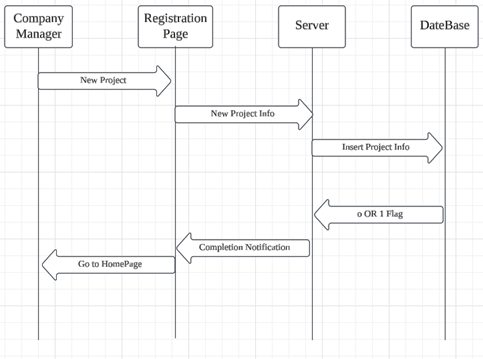 Company
Manager
Registration
Page
Server
DateBase
New Project
New Project Info
Insert Project Info
o OR 1 Flag
Completion Notification
Go to HomePage